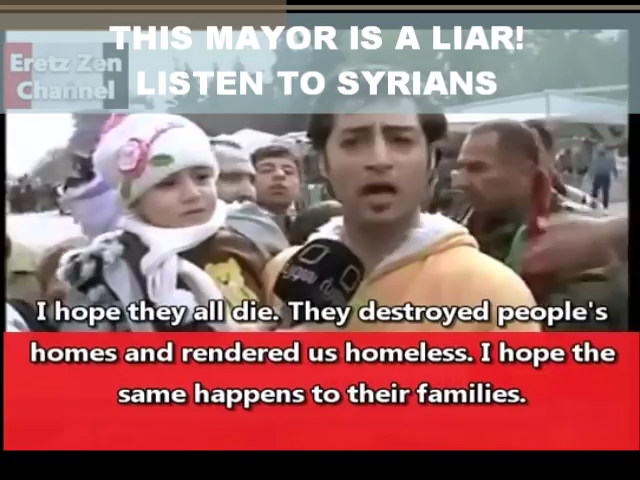 THIS MAYOR IS A LIAR!
LISTEN TO SYRIANS
Eretz Zen
Channel
I hope they all die. They destroyed people's
homes and rendered us homeless. I hope the
same happens to their families.